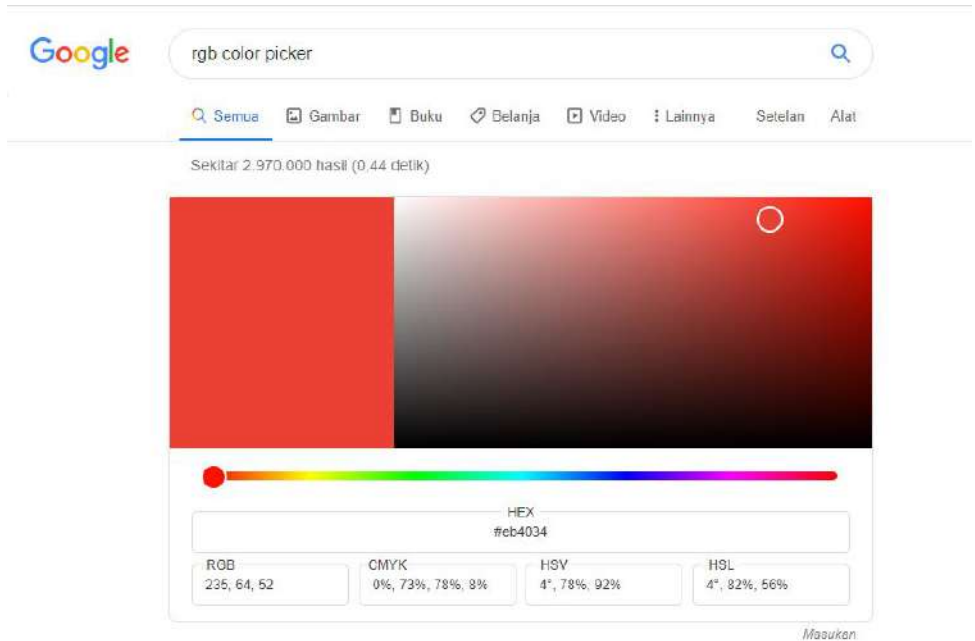 Google
rgb color picker
Semua Gambar Buku Belanja Video Lainnya Setelan Alat
Sekitar 2.970.000 hasil (0,44 detik)
HEX
#eb4034
RGB CMYK HSV HSL
235, 64, 52 0%, 73%, 78%, 8% 4°, 78%, 92% 4°, 82%, 56%
Masukan